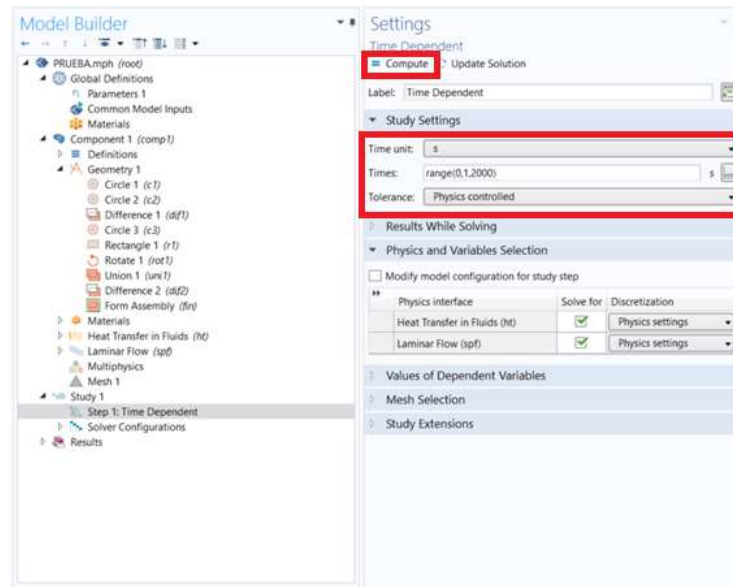 Model Builder
PRUEBA.mph (root)
Global Definitions
Parameters 1
Common Model Inputs
Materials
Component 1 (comp1)
Definitions
Geometry 1
Circle 1 (c1)
Circle 2 (c2)
Difference 1 (dif1)
Circle 3 (c3)
Rectangle 1 (r1)
Rotate 1 (rot1)
Union 1 (uni1)
Difference 2 (dif2)
Form Assembly (fin)
Materials
Heat Transfer in Fluids (ht)
Laminar Flow (spf)
Multiphysics
Mesh 1
Study 1
Step 1: Time Dependent
Solver Configurations
Results
Settings
Time Dependent
= Compute Update Solution
Label: Time Dependent
Study Settings
Time unit: s
Times: range(0,1,2000) s
Tolerance: Physics controlled
Results While Solving
Physics and Variables Selection
Modify model configuration for study step
Physics interface Solve for Discretization
Heat Transfer in Fluids (ht) Physics settings
Laminar Flow (spf) Physics settings
Values of Dependent Variables
Mesh Selection
Study Extensions